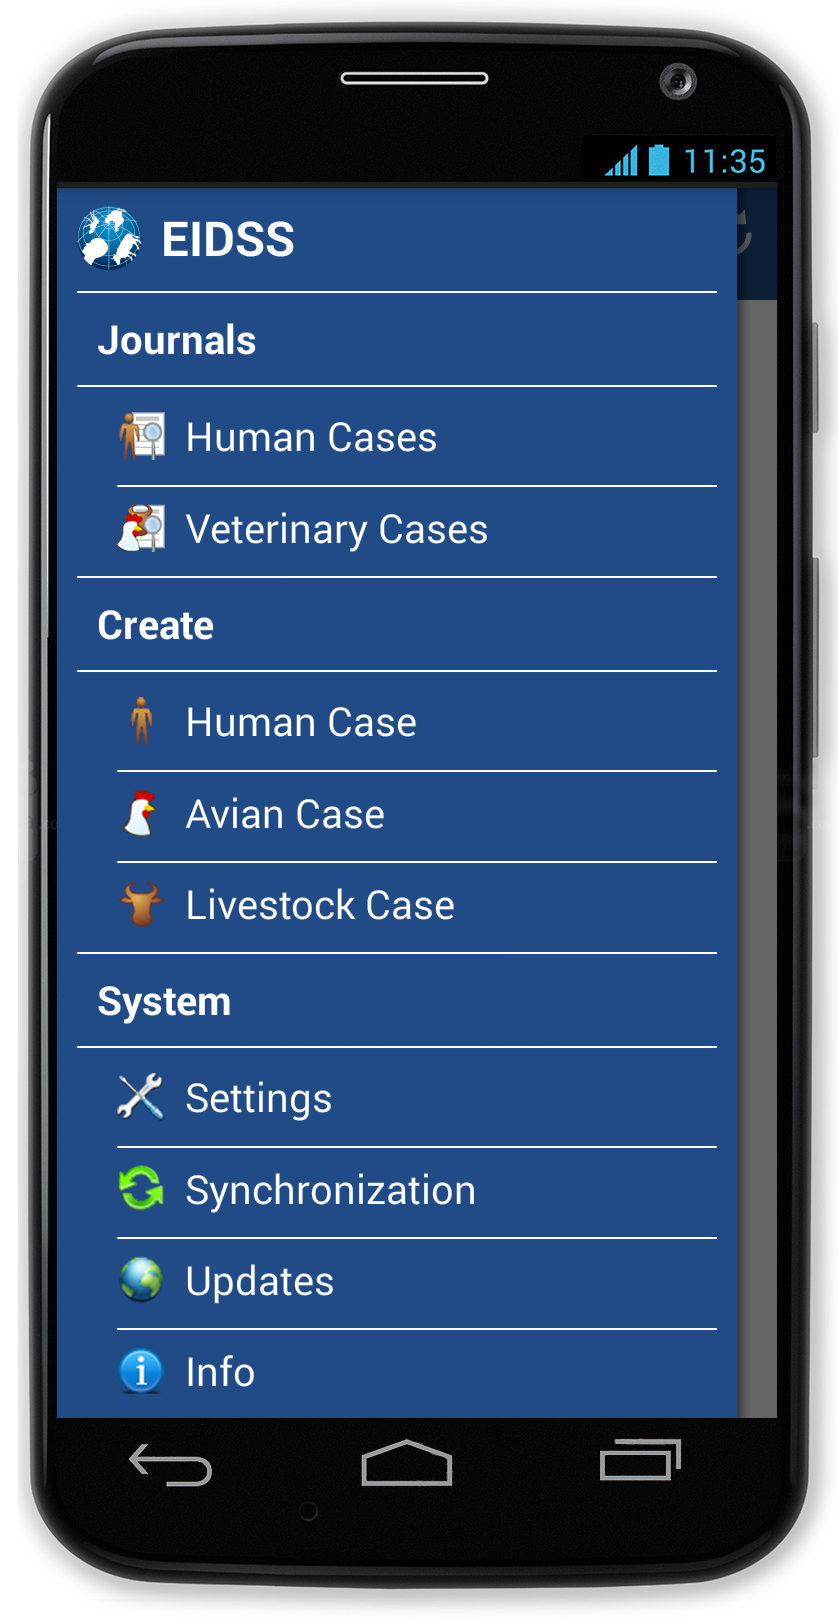 11:35
EIDSS
Journals
Human Cases
Veterinary Cases
Create
Human Case
Avian Case
Livestock Case
System
Settings
Synchronization
Updates
Info